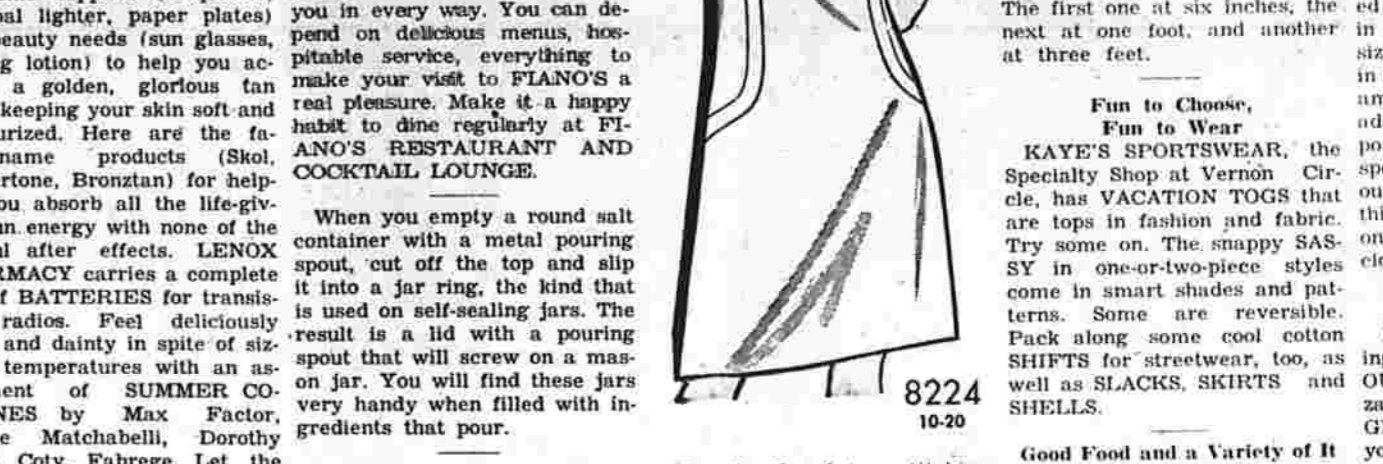 lighter, paper plates)
needs (sun glasses,
lotion) to help you ac-
a golden, glorious tan
keeping your skin soft and
Here are the fa-
name products (Skol,
Bronztan) for help-
absorb all the life-giv-
energy with none of the
after effects. LENOX
carries a complete
BATTERIES for transis-
radios. Feel deliciously
and dainty in spite of siz-
temperatures with an as-
of SUMMER CO-
by Max Factor,
Matchabelli, Dorothy
Coty, Fabrege. Let the
you in every way. You can de-
pend on delicious menus, hos-
pitable service, everything to
make your visit to FIANO'S a
real pleasure. Make it a happy
habit to dine regularly at FI-
ANO'S RESTAURANT AND
COCKTAIL LOUNGE.
When you empty a round salt
container with a metal pouring
spout, cut off the top and slip
it into a jar ring, the kind that
is used on self-sealing jars. The
result is a lid with a pouring
spout that will screw on a mas-
on jar. You will find these jars
very handy when filled with in-
gredients that pour.
8224
10-20
The first one at six inches, the
next at one foot, and another
at three feet.
Fun to Choose,
Fun to Wear
KAYE'S SPORTSWEAR, the
Specialty Shop at Vernon Cir-
cle, has VACATION TOGS that
are tops in fashion and fabric.
Try some on. The snappy SAS-
SY in one-or-two-piece styles
come in smart shades and pat-
terns. Some are reversible.
Pack along some cool cotton
SHIFTS for streetwear, too, as
well as SLACKS, SKIRTS and
SHELLS.
Good Food and a Variety of It